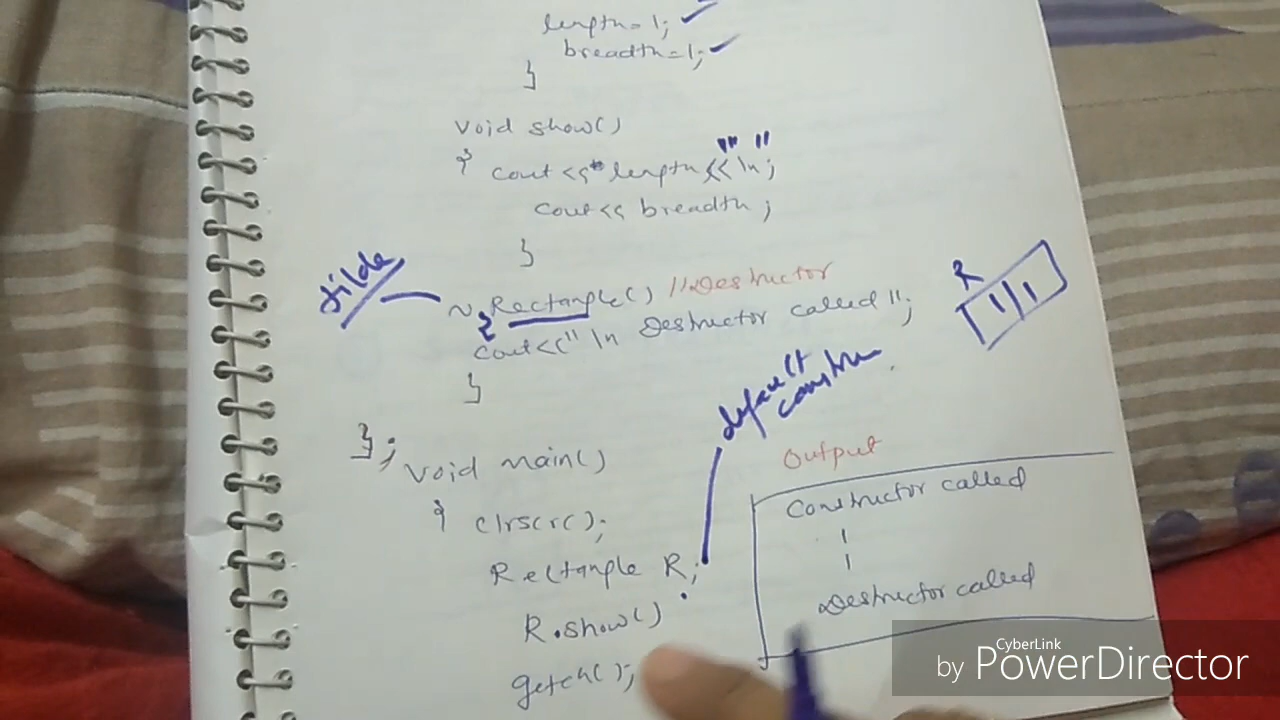 length=1;
breadth=1;
}
void show()
{ cout<<"length<<"\n";
cout<< breadth;
}
tilde
~Rectangle() //Destructor
{
cout<<"\n Destructor called";
}
};
R
1 1
default
constru
void main()
{ clrscr();
Rectangle R;
R.show()
getch();
Output
Constructor called
1
1
Destructor called
CyberLink
by PowerDirector